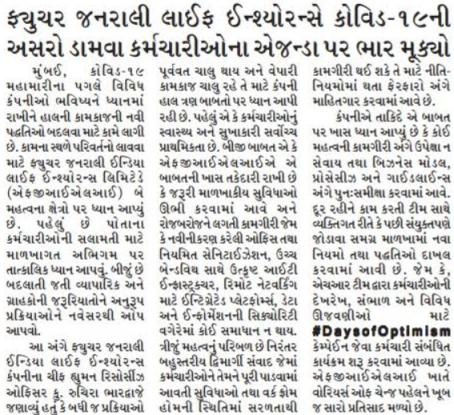 ફ્યુચર જનરાલી લાઈફ ઈન્શ્યોરન્સે કોવિડ-૧૯ની
અસરો ડામવા કર્મચારીઓના એજન્ડા પર ભાર મૂક્યો
મુંબઈ, કોવિડ-૧૯
મહામારીના પગલે વિવિધ
કંપનીઓ ભવિષ્યને ધ્યાનમાં
રાખીને હાલની કામકાજની નવી
પદ્ધતિઓ બદલવા માટે કામે લાગી
છે. કામના સ્થળે પરિવર્તનો લાવવા
માટે ફ્યુચર જનરાલી ઈન્ડિયા
લાઈફ ઈન્શ્યોરન્સ લિમિટેડે
(એફજીઆઈએલઆઈ) બે
મહત્વના ક્ષેત્રો પર ધ્યાન આપ્યું
છે. પહેલું છે પોતાના
કર્મચારીઓની સલામતી માટે
માળખાગત અભિગમ પર
તાત્કાલિક ધ્યાન આપવું. બીજું છે
બદલાતી જતી વ્યાપારિક અને
ગ્રાહકોની જરૂરિયાતોને અનુરૂપ
પ્રક્રિયાઓને નવેસરથી ઓપ
આપવો.
આ અંગે ફ્યુચર જનરાલી
ઈન્ડિયા લાઈફ ઈન્શ્યોરન્સ
કંપનીના ચીફ હ્યુમન રિસોર્સીઝ
ઓફિસર કુ. રુચિરા ભારદ્વાજે
જણાવ્યું હતું કે બધી જ પ્રક્રિયાઓ
પૂર્વવત ચાલુ થાય અને વેપારી
કામકાજ ચાલુ રહે તે માટે કંપની
હાલ ત્રણ બાબતો પર ધ્યાન આપી
રહી છે. પહેલું એ કે કર્મચારીઓનું
સ્વાસ્થ્ય અને સુખાકારી સર્વોચ્ચ
પ્રાથમિકતા છે. બીજી બાબત એ કે
એફજીઆઈએલઆઈએ એ
બાબતની ખાસ તકેદારી રાખી છે
કે જરૂરી માળખાકીય સુવિધાઓ
ઊભી કરવામાં આવે અને
રોજબરોજને લગતી કામગીરી જેમ
કે નવીનીકરણ કરેલી ઓફિસ તથા
નિયમિત સેનિટાઈઝેશન, ઉચ્ચ
બેન્ડવિથ સાથે ઉત્કૃષ્ટ આઈટી
ઈન્ફ્રાસ્ટ્રક્ચર, રિમોટ નેટવર્કિંગ
માટે ઈન્ટિગ્રેટેડ પ્લેટફોર્મ્સ, ડેટા
અને ઈન્ફોર્મેશનની સિક્યોરિટી
વગેરેમાં કોઈ સમાધાન ન થાય.
ત્રીજું મહત્વનું પરિબળ છે નિરંતર
બહુસ્તરીય દ્વિમાર્ગી સંવાદ જેમાં
કર્મચારીઓને તેમને પૂરી પાડવામાં
આવતી સુવિધાઓ તથા વર્ક ફ્રોમ
હોમની સ્થિતિમાં સરળતાથી
કામગીરી થઈ શકે તે માટે નીતિ-
નિયમોમાં થતા ફેરફારો અંગે
માહિતગાર કરવામાં આવે છે.
કંપનીએ તાકિદે એ બાબત
પર ખાસ ધ્યાન આપ્યું છે કે કોઈ
મહત્વની કામગીરી અંગે ઉપેક્ષા ન
સેવાય તથા બિઝનેસ મોડલ,
પ્રોસેસીઝ અને ગાઈડલાઈન્સ
અંગે પુનઃસમીક્ષા કરવામાં આવે.
દૂર રહીને કામ કરતી ટીમ સાથે
વ્યક્તિગત રીતે કે પછી સંયુક્તપણે
જોડાવા સમગ્ર માળખામાં નવા
નિયમો તથા પદ્ધતિઓ દાખલ
કરવામાં આવી છે. જેમ કે,
એચઆર ટીમ દ્વારા કર્મચારીઓની
દેખરેખ, સંભાળ અને વિવિધ
ઊજવણીઓ માટે
#DaysofOptimism
કેમ્પેઈન જેવા કર્મચારી સંબંધિત
કાર્યક્રમ શરૂ કરવામાં આવ્યા છે.
એફજીઆઈએલઆઈ ખાતે
વોરિયર્સ ઓફ ચેન્જ પહેલને ખૂબ
જ સારો પ્રતિસાદ મળ્યો છે.